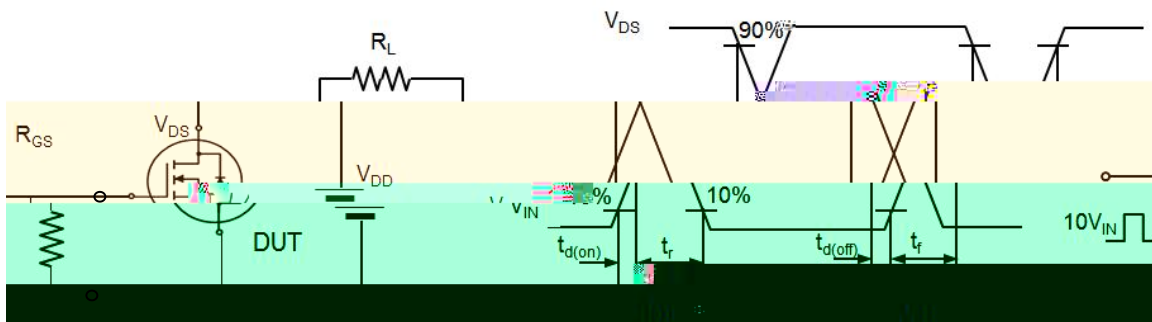 V_DS
90%
R_L
V_DS
R_GS
V_DD
V_IN
10%
10V_IN
DUT
t_d(on)
t_r
t_d(off)
t_f